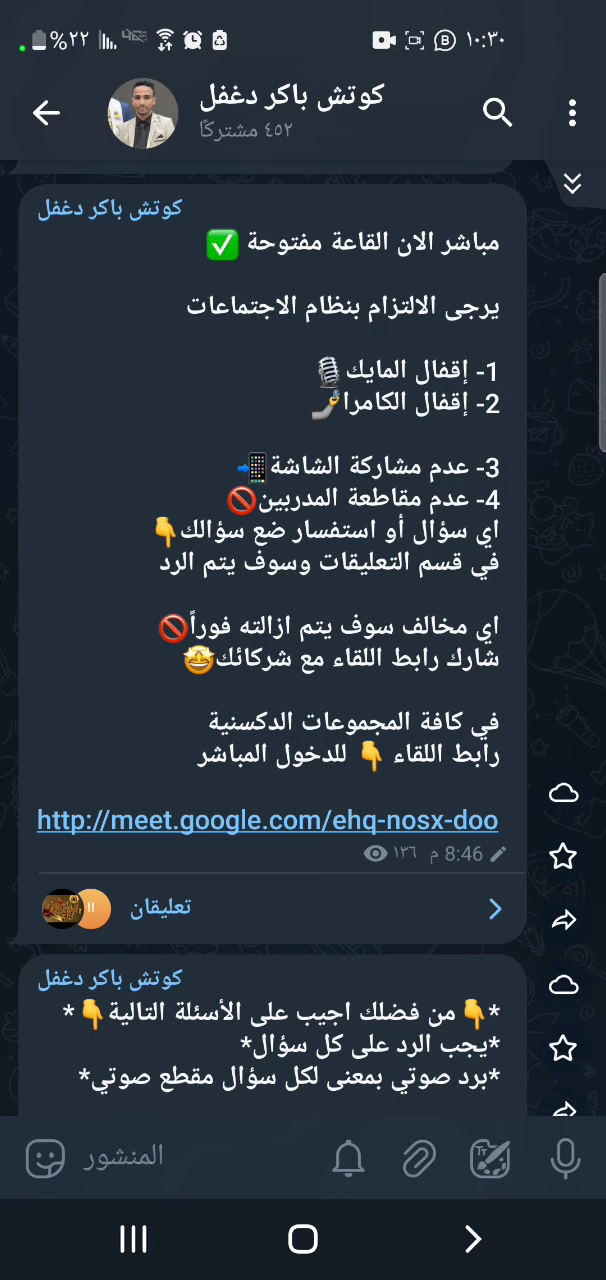 ١٠:٣٠
%٢٢
كوتش باكر دغفل
٤٥٢ مشتركًا
كوتش باكر دغفل
مباشر الان القاعة مفتوحة ✅
يرجى الالتزام بنظام الاجتماعات
1- إقفال المايك🎙
2- إقفال الكامرا🤳
3- عدم مشاركة الشاشة📲
4- عدم مقاطعة المدربين🚫
اي سؤال أو استفسار ضع سؤالك👇
في قسم التعليقات وسوف يتم الرد
اي مخالف سوف يتم ازالته فوراً🚫
شارك رابط اللقاء مع شركائك🤩
في كافة المجموعات الدكسنية
رابط اللقاء 👇 للدخول المباشر
http://meet.google.com/ehq-nosx-doo
8:46 م ١٣٦
تعليقان
كوتش باكر دغفل
*👇من فضلك اجيب على الأسئلة التالية👇*
*يجب الرد على كل سؤال*
*برد صوتي بمعنى لكل سؤال مقطع صوتي*
المنشور